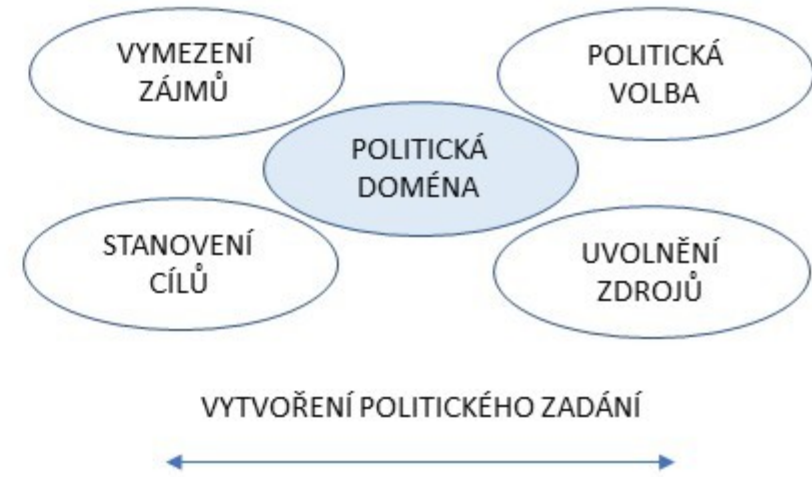 VYMEZENÍ
ZÁJMŮ
POLITICKÁ
VOLBA
POLITICKÁ
DOMÉNA
STANOVENÍ
CÍLŮ
UVOLNĚNÍ
ZDROJŮ
VYTVOŘENÍ POLITICKÉHO ZADÁNÍ